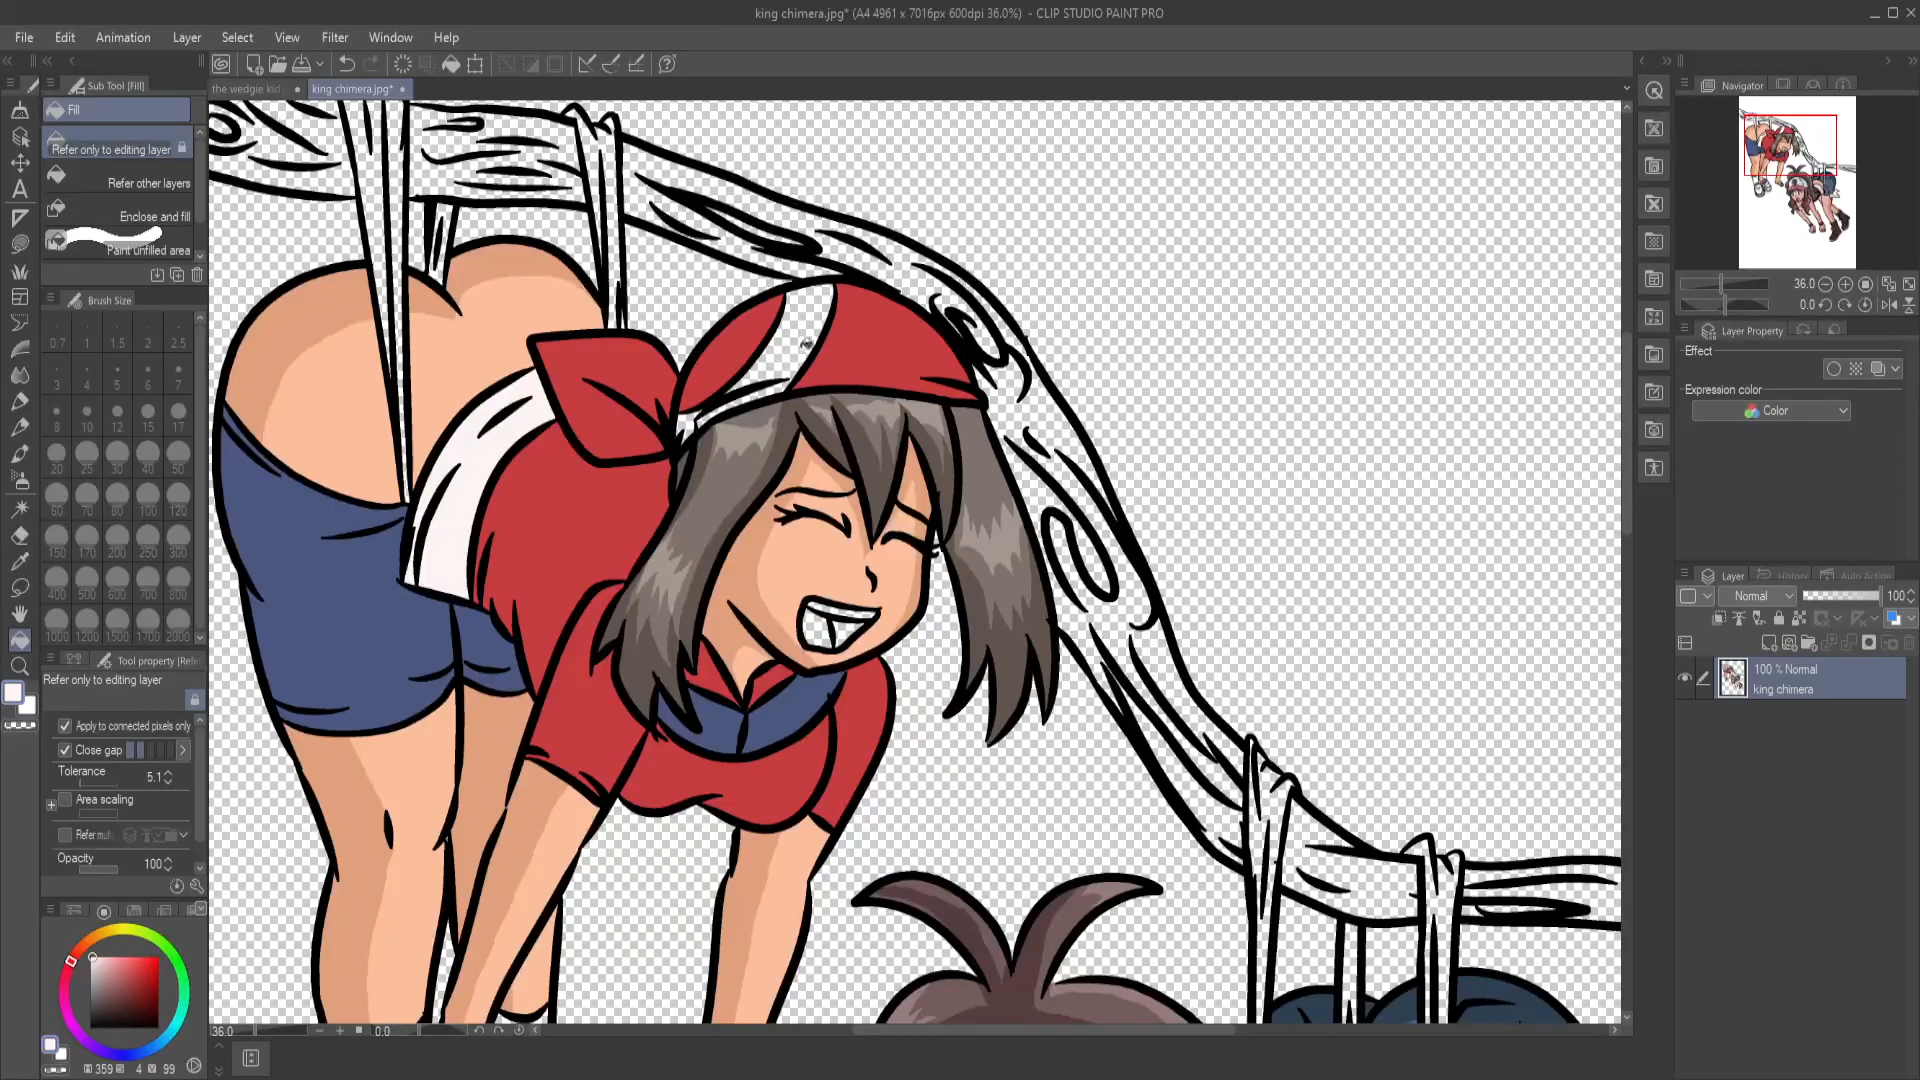 king chimera.jpg* (A4 4961 x 7016px 600dpi 36.0%) - CLIP STUDIO PAINT PRO
File Edit Animation Layer Select View Filter Window Help
Sub Tool [Fill]
the wedgie kid
king chimera.jpg*
Navigator
Fill
Refer only to editing layer
Refer other layers
Enclose and fill
Paint unfilled area
Brush Size
0.7 1 1.5 2 2.5
3 4 5 6 7
8 10 12 15 17
20 25 30 40 50
60 70 80 100 120
150 170 200 250 300
400 500 600 700 800
1000 1200 1500 1700 2000
Tool property [Refe
Refer only to editing layer
Apply to connected pixels only
Close gap
Tolerance 5.1
Area scaling
Refer mult
Opacity 100
359 4 99
36.0 0.0
36.0
0.0
Layer Property
Effect
Expression color
Color
Layer History Auto Action
Normal 100
100 % Normal
king chimera